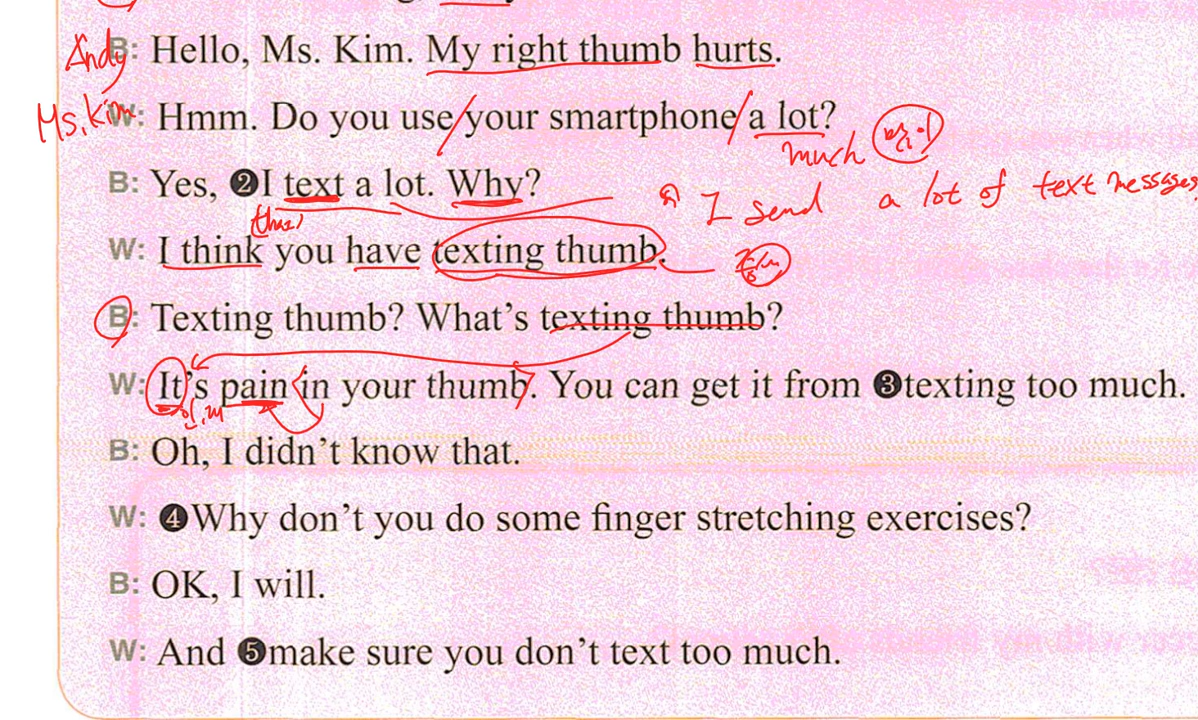 Andy B: Hello, Ms. Kim. My right thumb hurts.
Ms. Kim W: Hmm. Do you use/your smartphone/a lot?
much 많이
B: Yes, ❷I text a lot. Why?
I send a lot of text messages
(that)
W: I think you have texting thumb.
B: Texting thumb? What's texting thumb?
W: It's pain in your thumb. You can get it from ❸texting too much.
B: Oh, I didn't know that.
W: ❹Why don't you do some finger stretching exercises?
B: OK, I will.
W: And ❺make sure you don't text too much.